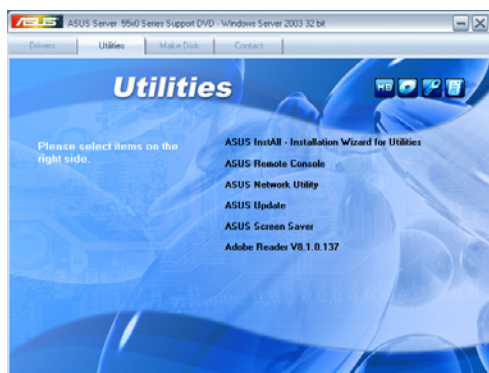 ASUS ASUS Server 55x0 Series Support DVD - Windows Server 2003 32 bit
Drivers Utilities Make Disk Contact
Utilities
MB
Please select items on the
right side.
ASUS InstAll - Installation Wizard for Utilities
ASUS Remote Console
ASUS Network Utility
ASUS Update
ASUS Screen Saver
Adobe Reader V8.1.0.137